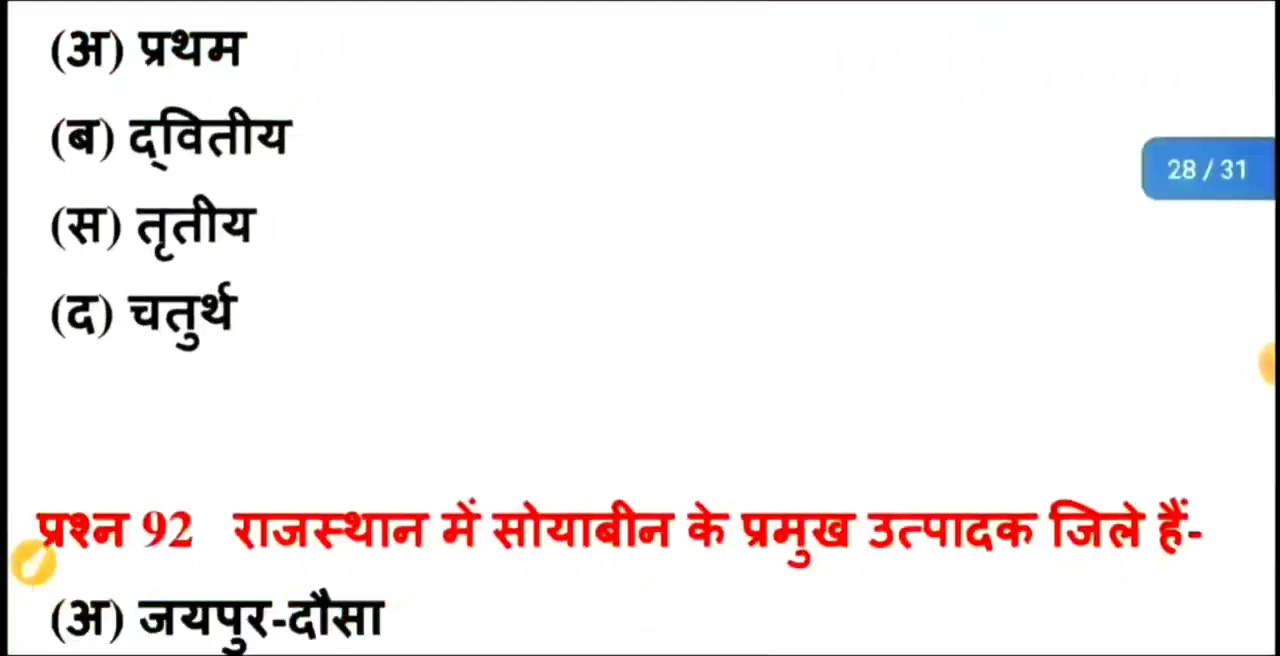 (अ) प्रथम
(ब) द्वितीय
28 / 31
(स) तृतीय
(द) चतुर्थ
प्रश्न 92 राजस्थान में सोयाबीन के प्रमुख उत्पादक जिले हैं-
(अ) जयपुर-दौसा